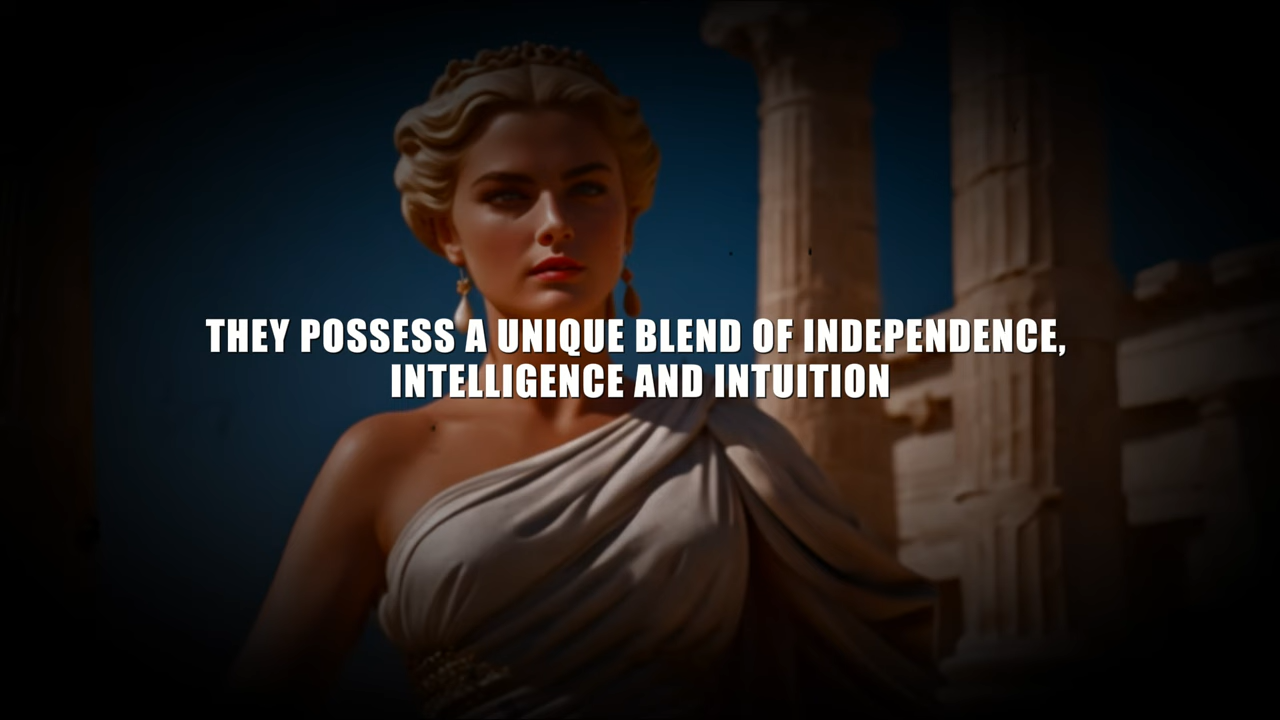 THEY POSSESS A UNIQUE BLEND OF INDEPENDENCE,
INTELLIGENCE AND INTUITION